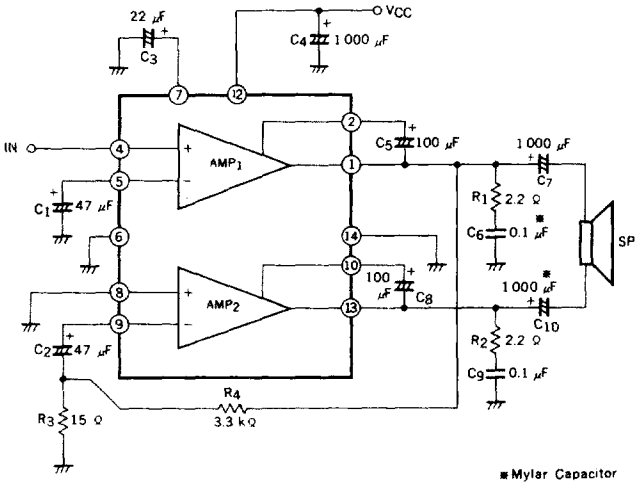 22 µF
+
C3
VCC
+
C4 1 000 µF
7
12
2
+
C5 100 µF
1 000 µF
+
C7
IN
4
+
AMP1
1
5
-
+
C1 47 µF
R1 2.2 Ω
※
C6 0.1 µF
SP
6
14
10
100 µF
+
C8
※
1 000 µF
+
C10
8
+
AMP2
13
9
-
+
C2 47 µF
R2 2.2 Ω
C9 0.1 µF
R4
3.3 kΩ
R3 15 Ω
※Mylar Capacitor